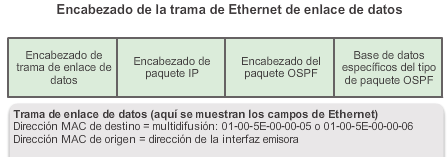 Encabezado de la trama de Ethernet de enlace de datos
Encabezado de
trama de enlace de
datos
Encabezado de
paquete IP
Encabezado del
paquete OSPF
Base de datos
específicos del tipo
de paquete OSPF
Trama de enlace de datos (aquí se muestran los campos de Ethernet)
Dirección MAC de destino = multidifusión: 01-00-5E-00-00-05 o 01-00-5E-00-00-06
Dirección MAC de origen = dirección de la interfaz emisora